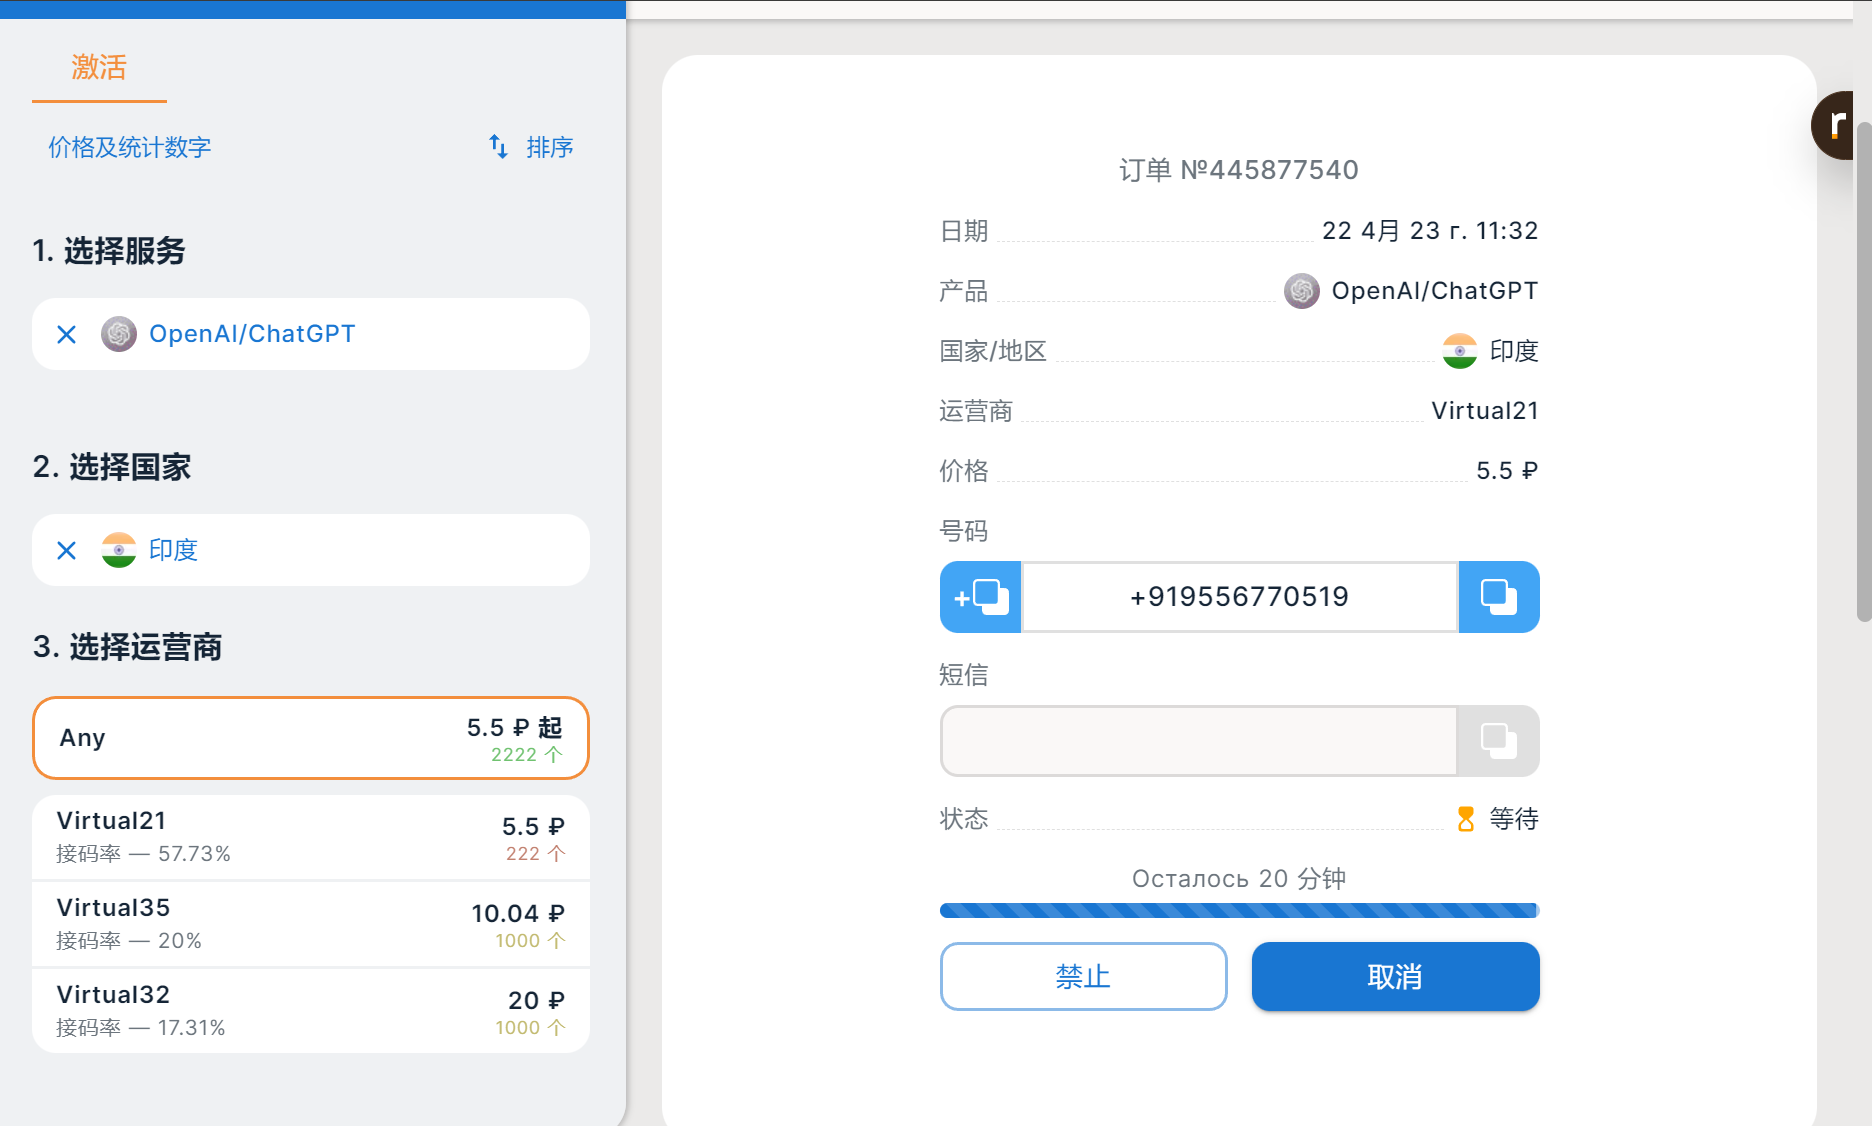 激活
价格及统计数字
排序
1. 选择服务
OpenAI/ChatGPT
2. 选择国家
印度
3. 选择运营商
Any
5.5 ₽ 起
2222 个
Virtual21
5.5 ₽
接码率 — 57.73%
222 个
Virtual35
10.04 ₽
接码率 — 20%
1000 个
Virtual32
20 ₽
接码率 — 17.31%
1000 个
订单 №445877540
日期 22 4月 23 г. 11:32
产品 OpenAI/ChatGPT
国家/地区 印度
运营商 Virtual21
价格 5.5 ₽
号码
+919556770519
短信
状态 等待
Осталось 20 分钟
禁止
取消
r